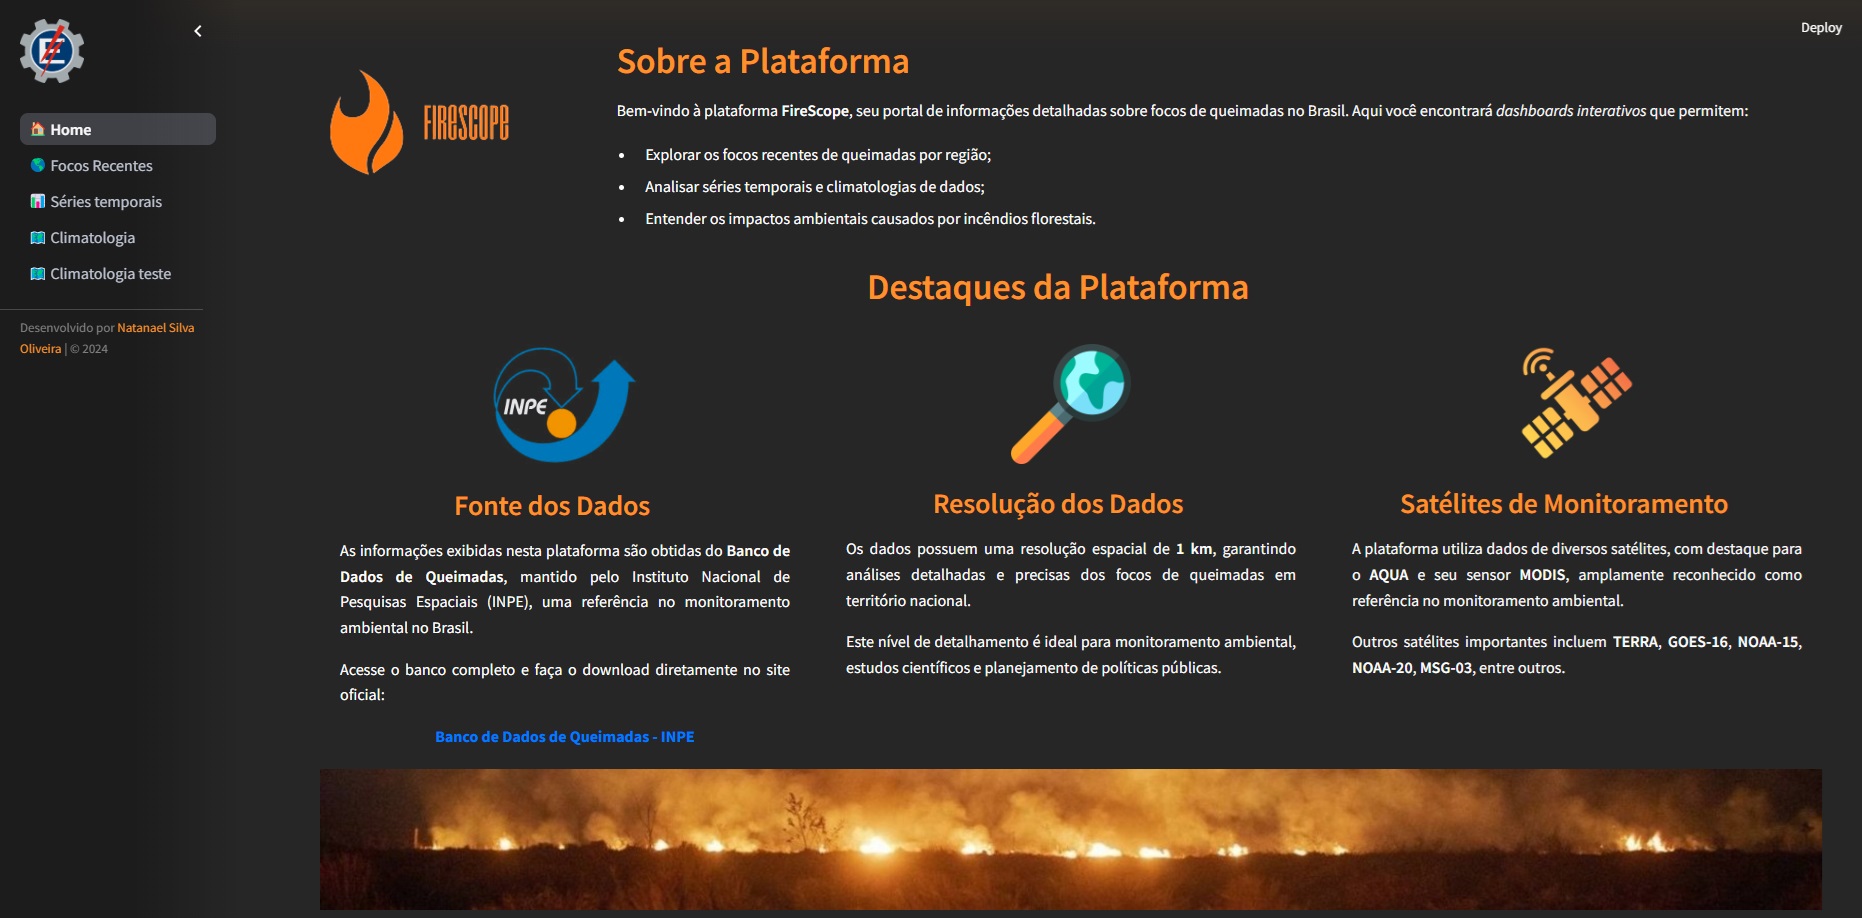 Deploy
Home
Focos Recentes
Séries temporais
Climatologia
Climatologia teste
Desenvolvido por Natanael Silva
Oliveira | © 2024
FIRESCOPE
Sobre a Plataforma
Bem-vindo à plataforma FireScope, seu portal de informações detalhadas sobre focos de queimadas no Brasil. Aqui você encontrará dashboards interativos que permitem:
• Explorar os focos recentes de queimadas por região;
• Analisar séries temporais e climatologias de dados;
• Entender os impactos ambientais causados por incêndios florestais.
Destaques da Plataforma
INPE
Fonte dos Dados
As informações exibidas nesta plataforma são obtidas do Banco de
Dados de Queimadas, mantido pelo Instituto Nacional de
Pesquisas Espaciais (INPE), uma referência no monitoramento
ambiental no Brasil.
Acesse o banco completo e faça o download diretamente no site
oficial:
Banco de Dados de Queimadas - INPE
Resolução dos Dados
Os dados possuem uma resolução espacial de 1 km, garantindo
análises detalhadas e precisas dos focos de queimadas em
território nacional.
Este nível de detalhamento é ideal para monitoramento ambiental,
estudos científicos e planejamento de políticas públicas.
Satélites de Monitoramento
A plataforma utiliza dados de diversos satélites, com destaque para
o AQUA e seu sensor MODIS, amplamente reconhecido como
referência no monitoramento ambiental.
Outros satélites importantes incluem TERRA, GOES-16, NOAA-15,
NOAA-20, MSG-03, entre outros.